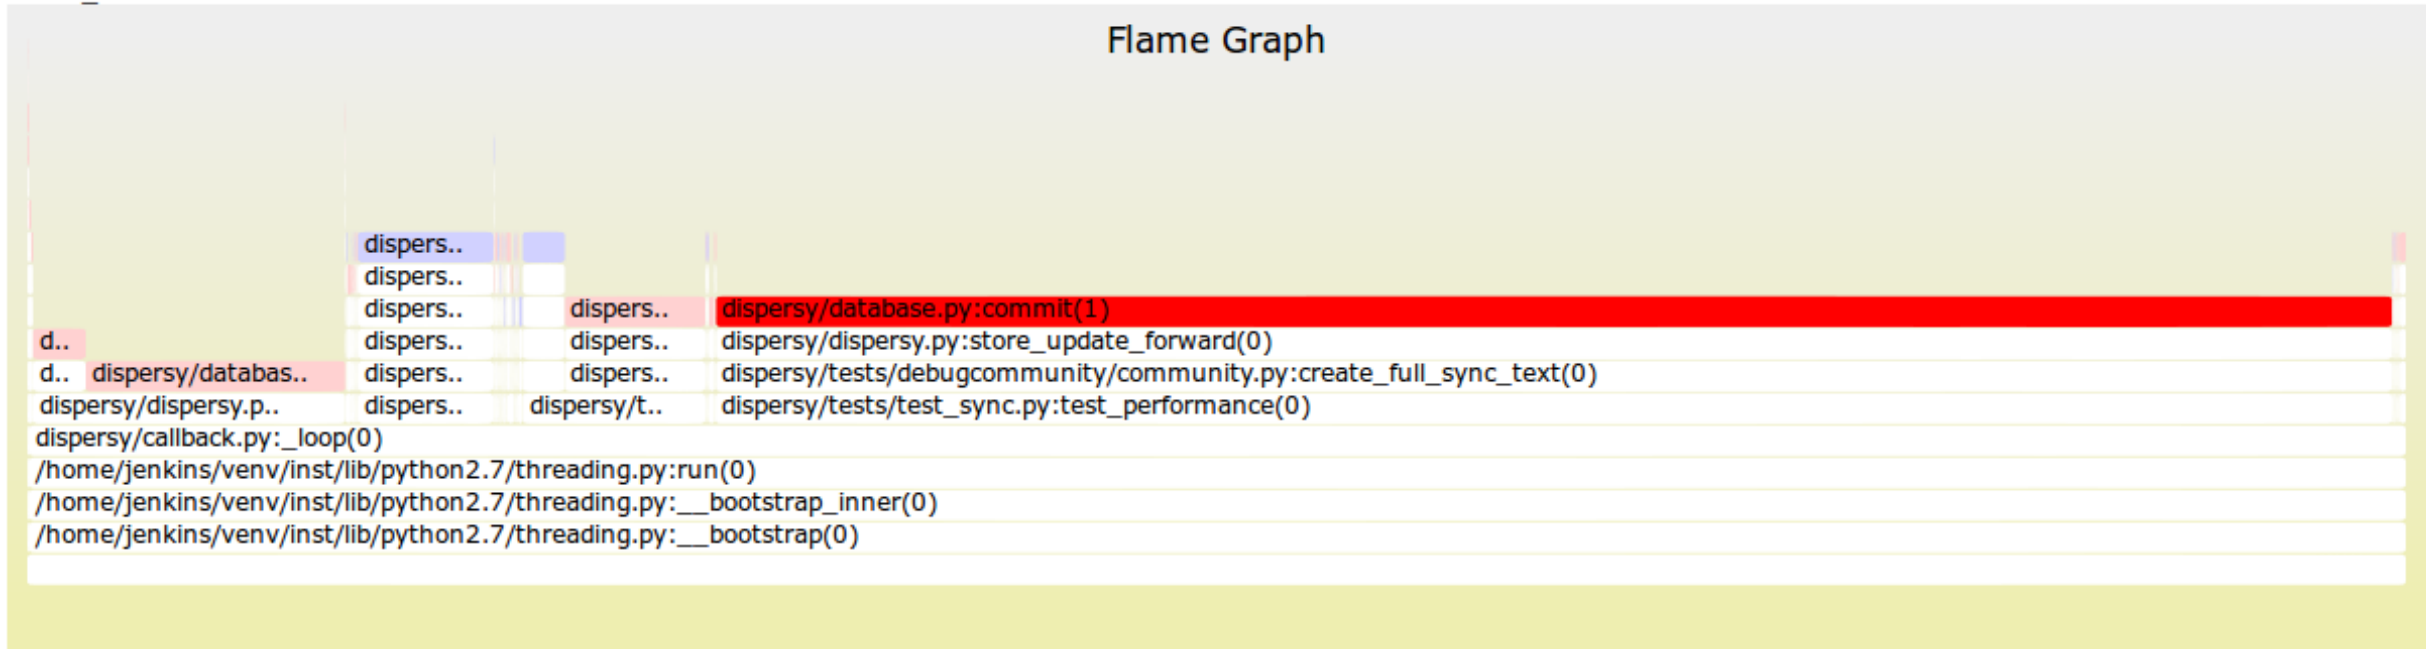 Flame Graph
dispers..
dispers..
dispers.. dispers.. dispersy/database.py:commit(1)
d.. dispers.. dispers.. dispersy/dispersy.py:store_update_forward(0)
d.. dispersy/databas.. dispers.. dispers.. dispersy/tests/debugcommunity/community.py:create_full_sync_text(0)
dispersy/dispersy.p.. dispers.. dispersy/t.. dispersy/tests/test_sync.py:test_performance(0)
dispersy/callback.py:_loop(0)
/home/jenkins/venv/inst/lib/python2.7/threading.py:run(0)
/home/jenkins/venv/inst/lib/python2.7/threading.py:__bootstrap_inner(0)
/home/jenkins/venv/inst/lib/python2.7/threading.py:__bootstrap(0)